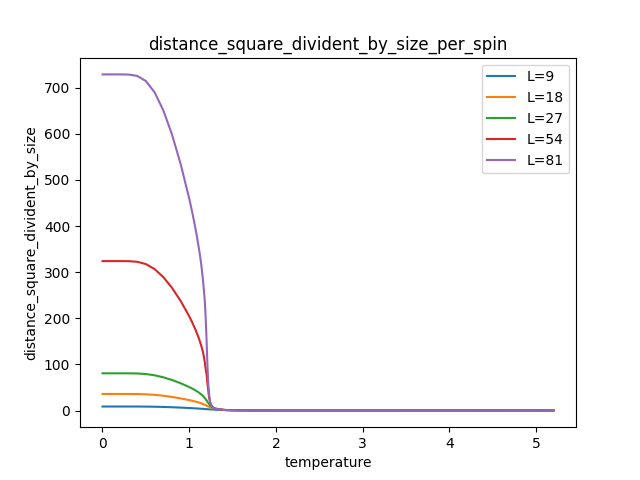 distance_square_divident_by_size_per_spin
distance_square_divident_by_size
700
600
500
400
300
200
100
0
L=9
L=18
L=27
L=54
L=81
0 1 2 3 4 5
temperature